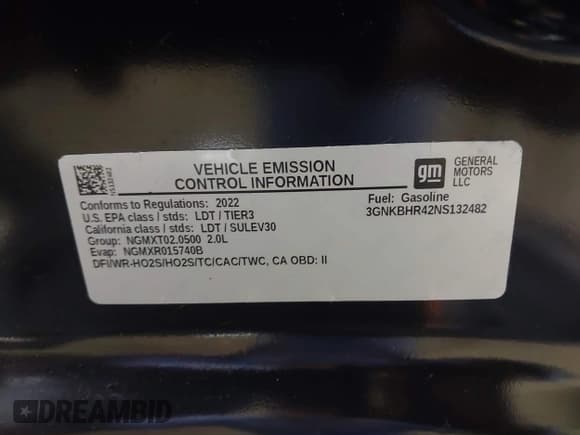 VEHICLE EMISSION
CONTROL INFORMATION
gm
GENERAL
MOTORS
LLC
Conforms to Regulations: 2022
U.S. EPA class / stds: LDT / TIER3
California class / stds: LDT / SULEV30
Group: NGMXT02.0500 2.0L
Evap: NGMXR015740B
DFI/WR-HO2S/HO2S/TC/CAC/TWC, CA OBD: II
Fuel: Gasoline
3GNKBHR42NS132482
DREAMBID